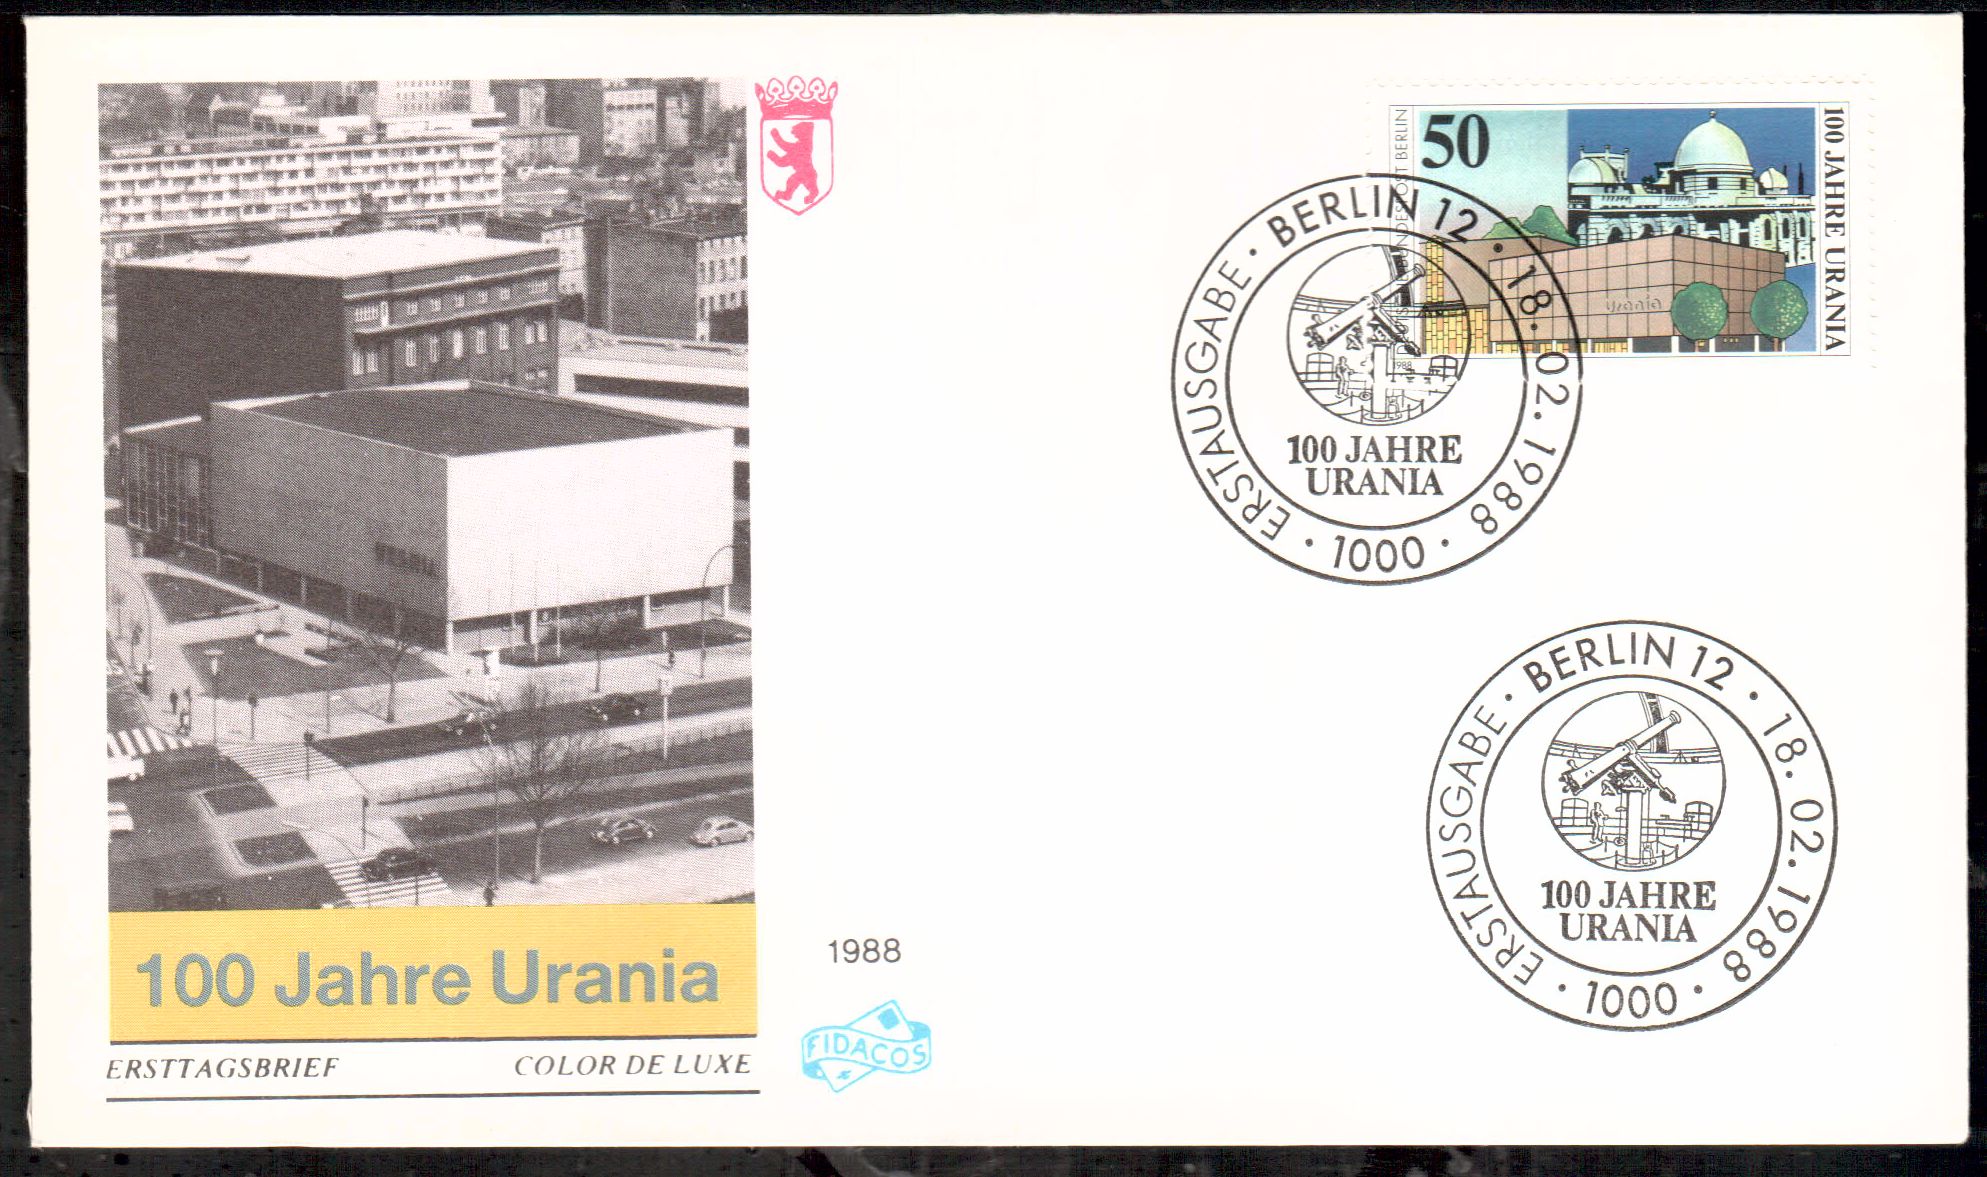 100 Jahre Urania
ERSTTAGSBRIEF COLOR DE LUXE
1988
FIDACOS
50
DEUTSCHE BUNDESPOST BERLIN
100 JAHRE URANIA
urania
1988
ERSTAUSGABE · BERLIN 12 · 18.02.1988 · 1000 ·
100 JAHRE
URANIA
ERSTAUSGABE · BERLIN 12 · 18.02.1988 · 1000 ·
100 JAHRE
URANIA
URANIA